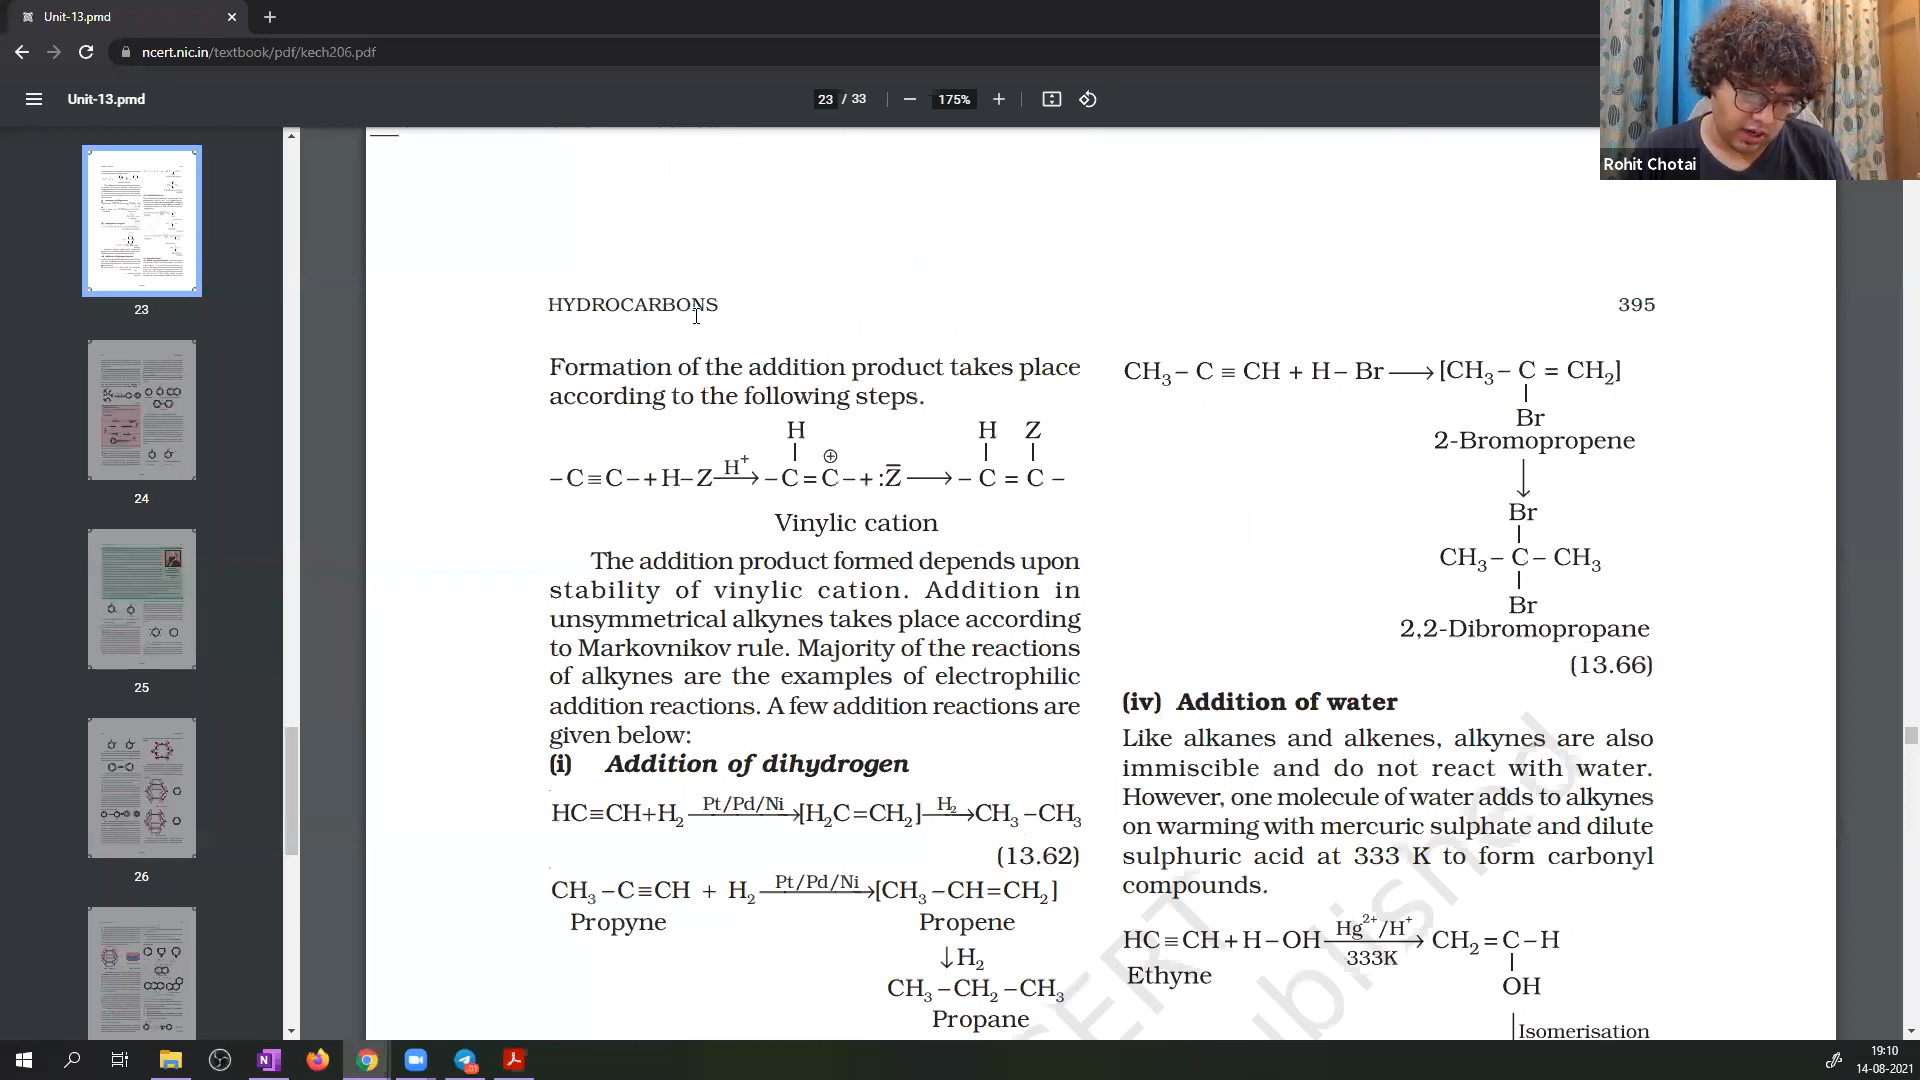 Unit-13.pmd
ncert.nic.in/textbook/pdf/kech206.pdf
Unit-13.pmd
23 / 33
175%
Rohit Chotai
23
24
25
26
HYDROCARBONS
395
Formation of the addition product takes place
according to the following steps.
H H Z
–C≡C–+H–Z H⁺⟶ –C=C⊕–+:Z̅ ⟶ –C = C –
Vinylic cation
The addition product formed depends upon
stability of vinylic cation. Addition in
unsymmetrical alkynes takes place according
to Markovnikov rule. Majority of the reactions
of alkynes are the examples of electrophilic
addition reactions. A few addition reactions are
given below:
(i) Addition of dihydrogen
HC≡CH+H₂ Pt/Pd/Ni⟶ [H₂C=CH₂] H₂⟶ CH₃–CH₃
(13.62)
CH₃–C≡CH + H₂ Pt/Pd/Ni⟶ [CH₃–CH=CH₂]
Propyne Propene
↓H₂
CH₃–CH₂–CH₃
Propane
CH₃– C ≡ CH + H– Br ⟶ [CH₃– C = CH₂]
Br
2-Bromopropene
↓
Br
CH₃– C – CH₃
Br
2,2-Dibromopropane
(13.66)
(iv) Addition of water
Like alkanes and alkenes, alkynes are also
immiscible and do not react with water.
However, one molecule of water adds to alkynes
on warming with mercuric sulphate and dilute
sulphuric acid at 333 K to form carbonyl
compounds.
HC≡CH+H–OH Hg²⁺/H⁺⟶ 333K CH₂=C–H
Ethyne
OH
Isomerisation
19:10
14-08-2021